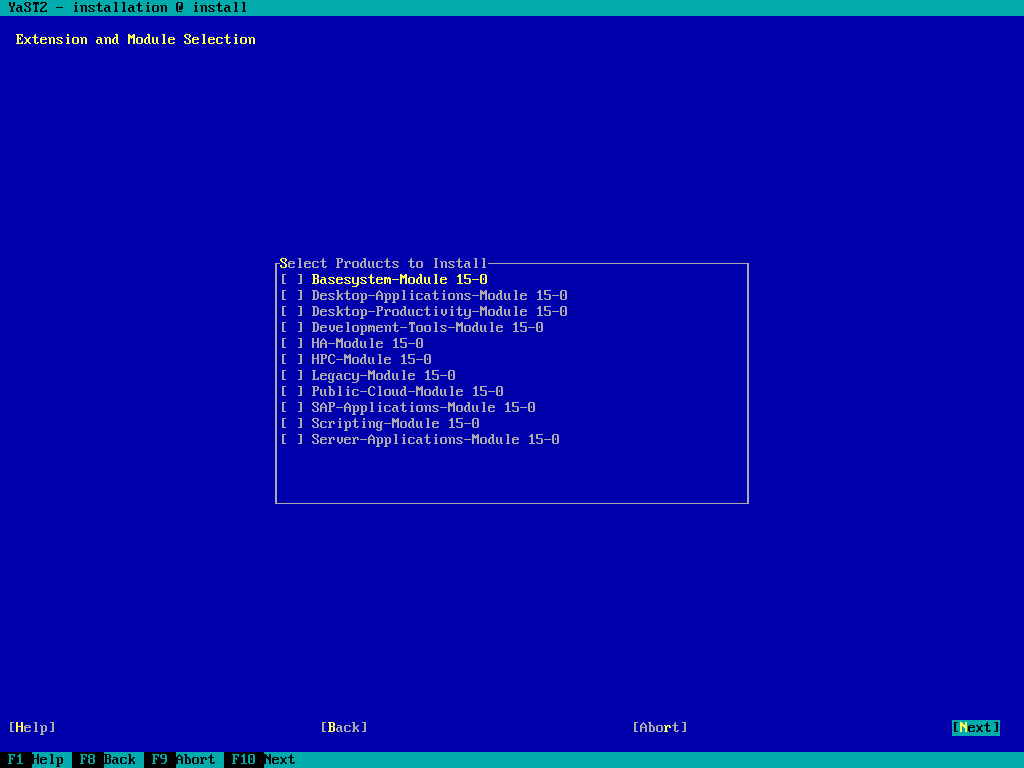 YaST2 - installation @ install
Extension and Module Selection
Select Products to Install
[ ] Basesystem-Module 15-0
[ ] Desktop-Applications-Module 15-0
[ ] Desktop-Productivity-Module 15-0
[ ] Development-Tools-Module 15-0
[ ] HA-Module 15-0
[ ] HPC-Module 15-0
[ ] Legacy-Module 15-0
[ ] Public-Cloud-Module 15-0
[ ] SAP-Applications-Module 15-0
[ ] Scripting-Module 15-0
[ ] Server-Applications-Module 15-0
[Help] [Back] [Abort] [Next]
F1 Help F8 Back F9 Abort F10 Next